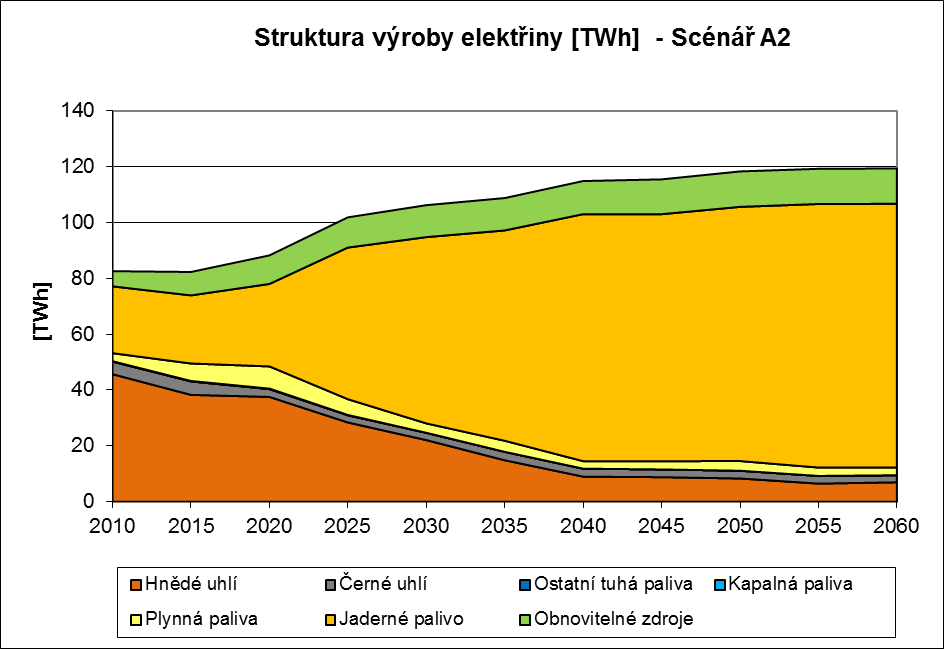 Struktura výroby elektřiny [TWh]  - Scénář A2
[TWh]
140
120
100
80
60
40
20
0
2010 2015 2020 2025 2030 2035 2040 2045 2050 2055 2060
Hnědé uhlí Černé uhlí Ostatní tuhá paliva Kapalná paliva
Plynná paliva Jaderné palivo Obnovitelné zdroje